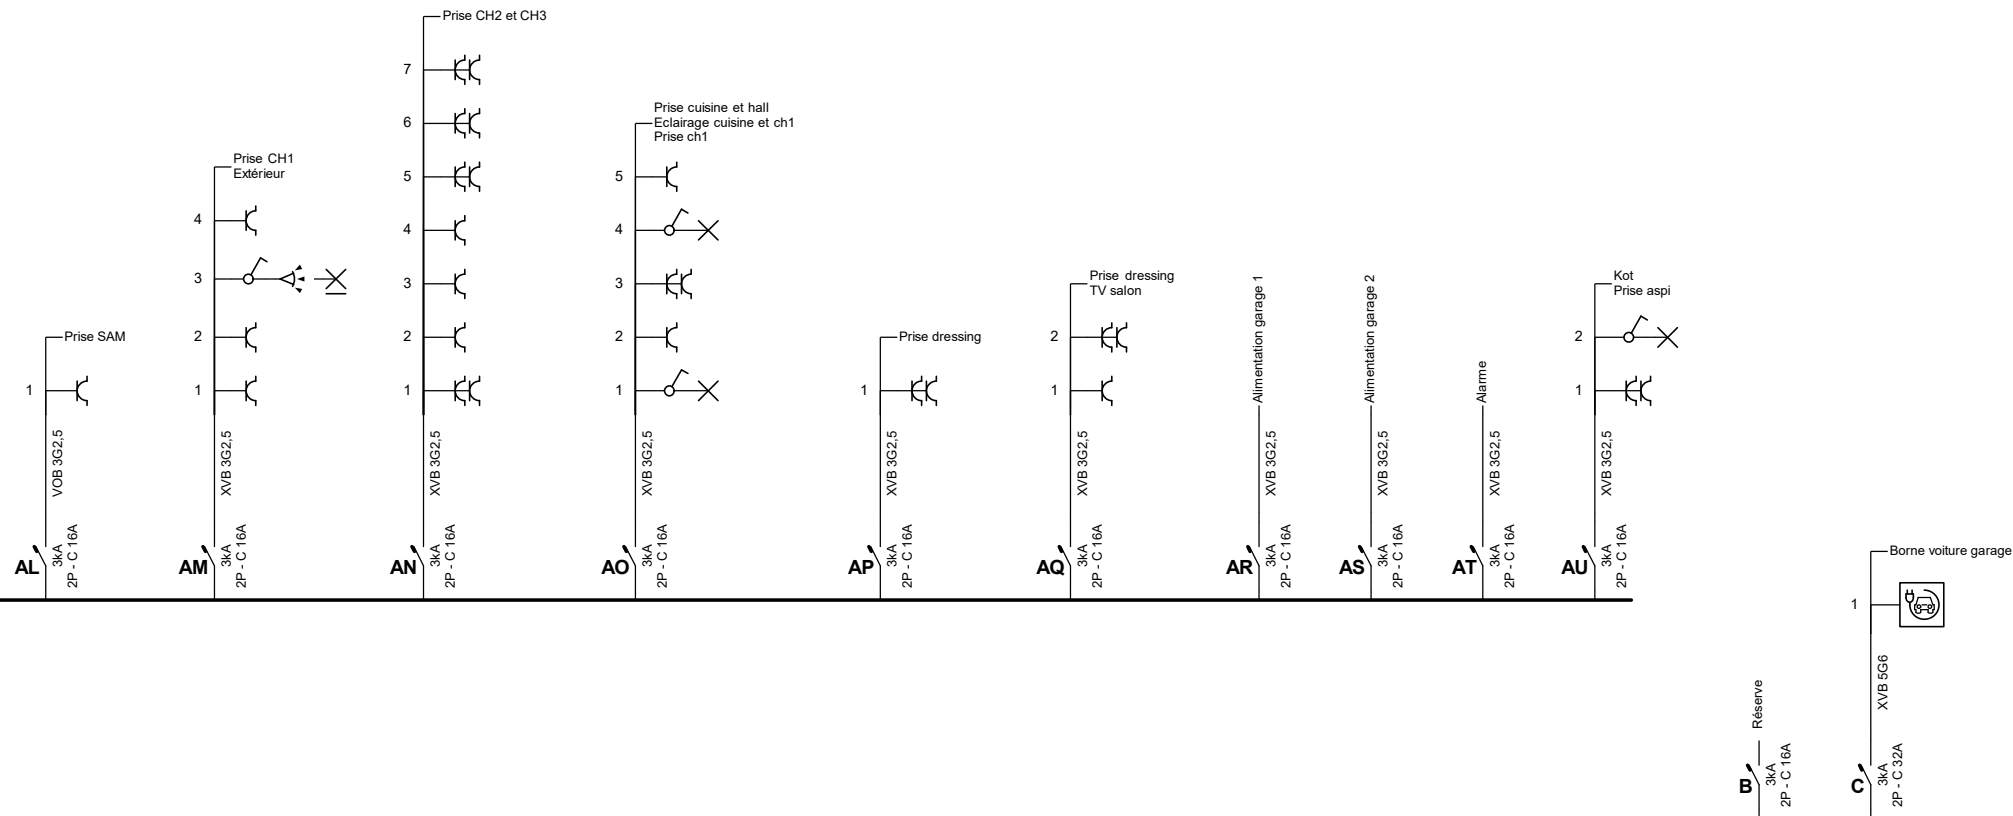 Prise SAM
1
VOB 3G2,5
3kA
2P - C 16A
AL
Prise CH1
Extérieur
4
3
2
1
XVB 3G2,5
3kA
2P - C 16A
AM
Prise CH2 et CH3
7
6
5
4
3
2
1
XVB 3G2,5
3kA
2P - C 16A
AN
Prise cuisine et hall
Eclairage cuisine et ch1
Prise ch1
5
4
3
2
1
XVB 3G2,5
3kA
2P - C 16A
AO
Prise dressing
1
XVB 3G2,5
3kA
2P - C 16A
AP
Prise dressing
TV salon
2
1
XVB 3G2,5
3kA
2P - C 16A
AQ
Alimentation garage 1
XVB 3G2,5
3kA
2P - C 16A
AR
Alimentation garage 2
XVB 3G2,5
3kA
2P - C 16A
AS
Alarme
XVB 3G2,5
3kA
2P - C 16A
AT
Kot
Prise aspi
2
1
XVB 3G2,5
3kA
2P - C 16A
AU
Réserve
3kA
2P - C 16A
B
Borne voiture garage
1
XVB 5G6
3kA
2P - C 32A
C